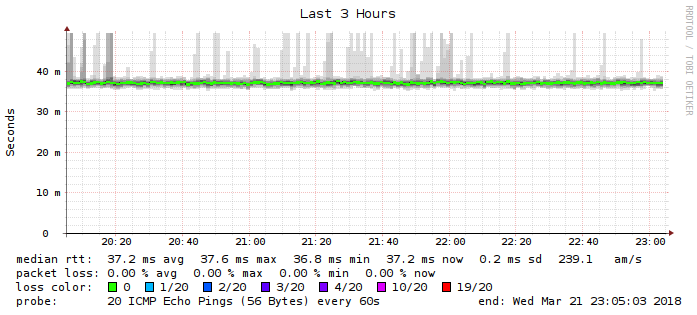 Last 3 Hours
RRDTOOL / TOBI OETIKER
Seconds
40 m
30 m
20 m
10 m
0
20:20 20:40 21:00 21:20 21:40 22:00 22:20 22:40 23:00
median rtt: 37.2 ms avg 37.6 ms max 36.8 ms min 37.2 ms now 0.2 ms sd 239.1 am/s
packet loss: 0.00 % avg 0.00 % max 0.00 % min 0.00 % now
loss color: 0 1/20 2/20 3/20 4/20 10/20 19/20
probe: 20 ICMP Echo Pings (56 Bytes) every 60s end: Wed Mar 21 23:05:03 2018